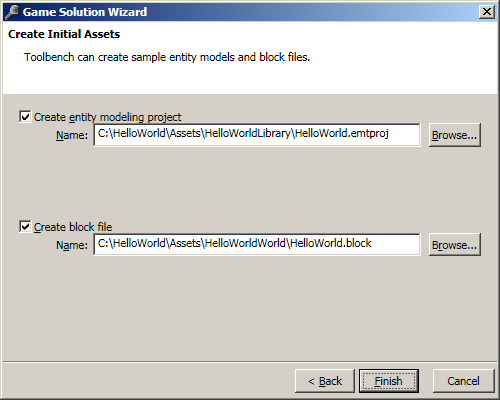 Game Solution Wizard
Create Initial Assets
Toolbench can create sample entity models and block files.
Create entity modeling project
Name: C:\HelloWorld\Assets\HelloWorldLibrary\HelloWorld.emtproj Browse...
Create block file
Name: C:\HelloWorld\Assets\HelloWorldWorld\HelloWorld.block Browse...
< Back Finish Cancel